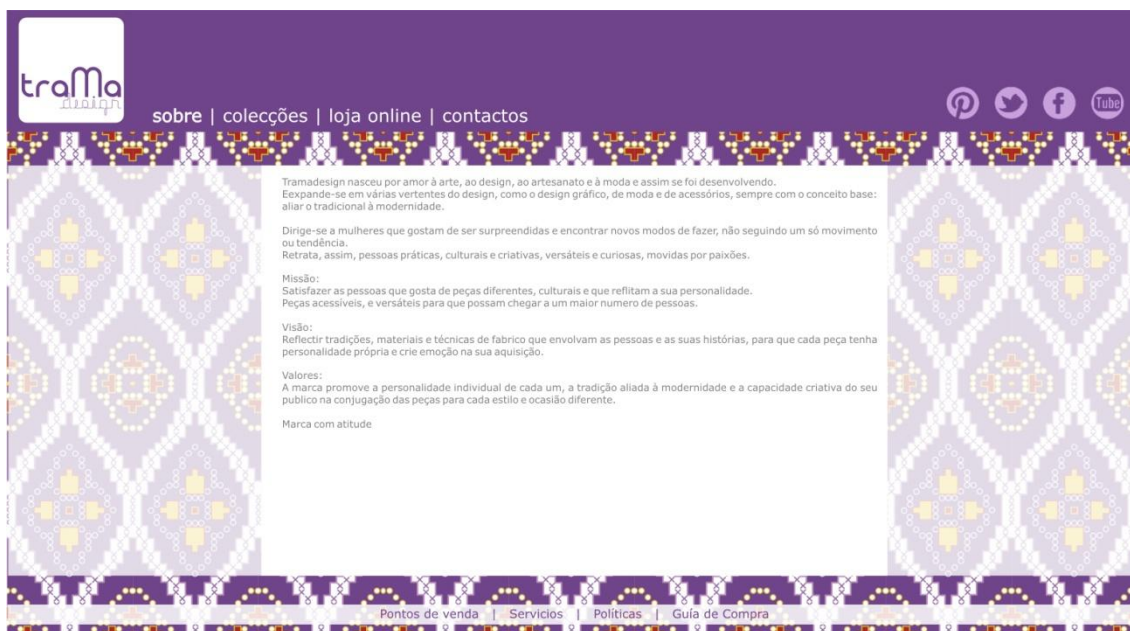 traMa
design
sobre | colecções | loja online | contactos
Tube
Tramadesign nasceu por amor à arte, ao design, ao artesanato e à moda e assim se foi desenvolvendo.
Eexpande-se em várias vertentes do design, como o design gráfico, de moda e de acessórios, sempre com o conceito base:
aliar o tradicional à modernidade.
Dirige-se a mulheres que gostam de ser surpreendidas e encontrar novos modos de fazer, não seguindo um só movimento
ou tendência.
Retrata, assim, pessoas práticas, culturais e criativas, versáteis e curiosas, movidas por paixões.
Missão:
Satisfazer as pessoas que gosta de peças diferentes, culturais e que reflitam a sua personalidade.
Peças acessíveis, e versáteis para que possam chegar a um maior numero de pessoas.
Visão:
Reflectir tradições, materiais e técnicas de fabrico que envolvam as pessoas e as suas histórias, para que cada peça tenha
personalidade própria e crie emoção na sua aquisição.
Valores:
A marca promove a personalidade individual de cada um, a tradição aliada à modernidade e a capacidade criativa do seu
publico na conjugação das peças para cada estilo e ocasião diferente.
Marca com atitude
Pontos de venda | Servicios | Políticas | Guía de Compra